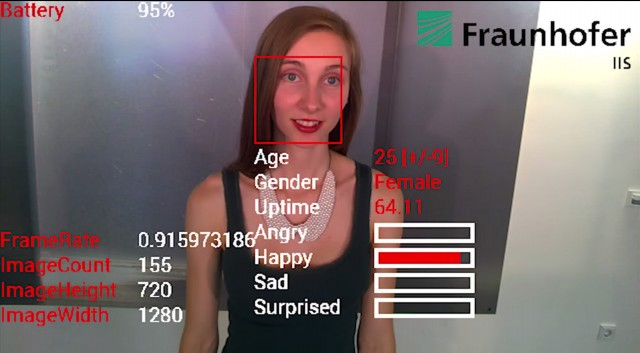 Battery 95%
Fraunhofer
IIS
Age 25 [+/-9]
Gender Female
Uptime 64.11
Angry
FrameRate 0.915973186
Happy
ImageCount 155
Sad
ImageHeight 720
Surprised
ImageWidth 1280